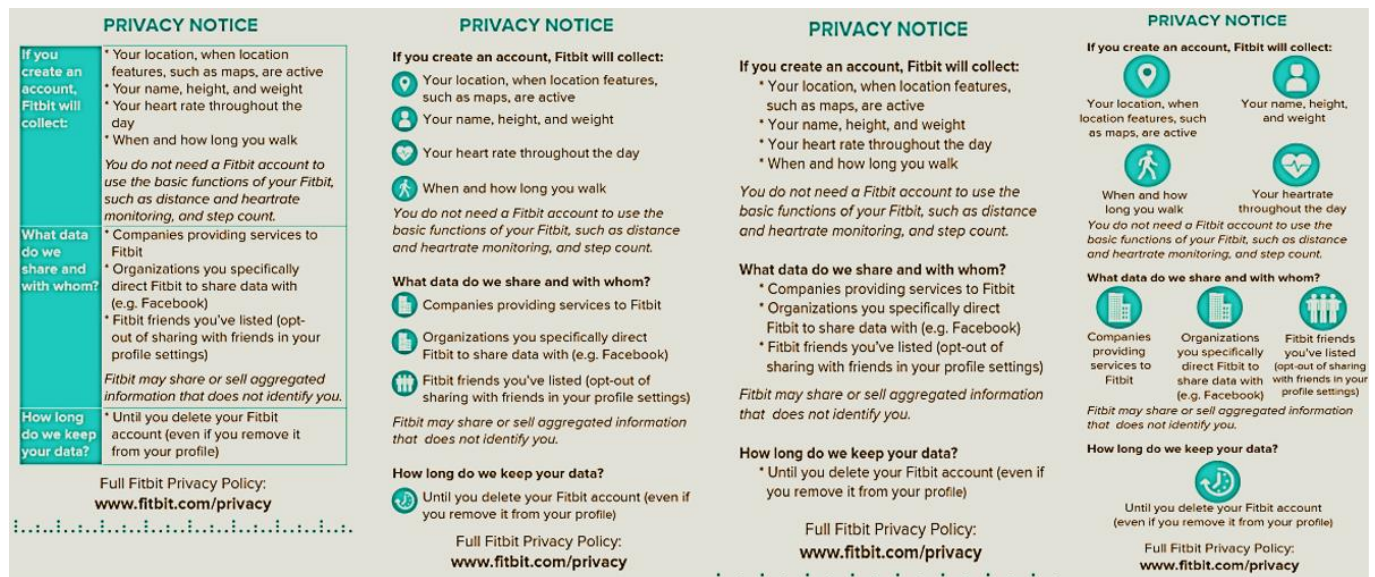 PRIVACY NOTICE
If you
create an
account,
Fitbit will
collect:
* Your location, when location
features, such as maps, are active
* Your name, height, and weight
* Your heart rate throughout the
day
* When and how long you walk
You do not need a Fitbit account to
use the basic functions of your Fitbit,
such as distance and heartrate
monitoring, and step count.
What data
do we
share and
with whom?
* Companies providing services to
Fitbit
* Organizations you specifically
direct Fitbit to share data with
(e.g. Facebook)
* Fitbit friends you've listed (opt-
out of sharing with friends in your
profile settings)
Fitbit may share or sell aggregated
information that does not identify you.
How long
do we keep
your data?
* Until you delete your Fitbit
account (even if you remove it
from your profile)
Full Fitbit Privacy Policy:
www.fitbit.com/privacy
PRIVACY NOTICE
If you create an account, Fitbit will collect:
Your location, when location features,
such as maps, are active
Your name, height, and weight
Your heart rate throughout the day
When and how long you walk
You do not need a Fitbit account to use the
basic functions of your Fitbit, such as distance
and heartrate monitoring, and step count.
What data do we share and with whom?
Companies providing services to Fitbit
Organizations you specifically direct
Fitbit to share data with (e.g. Facebook)
Fitbit friends you've listed (opt-out of
sharing with friends in your profile settings)
Fitbit may share or sell aggregated information
that does not identify you.
How long do we keep your data?
Until you delete your Fitbit account (even if
you remove it from your profile)
Full Fitbit Privacy Policy:
www.fitbit.com/privacy
PRIVACY NOTICE
If you create an account, Fitbit will collect:
* Your location, when location features,
such as maps, are active
* Your name, height, and weight
* Your heart rate throughout the day
* When and how long you walk
You do not need a Fitbit account to use the
basic functions of your Fitbit, such as distance
and heartrate monitoring, and step count.
What data do we share and with whom?
* Companies providing services to Fitbit
* Organizations you specifically direct
Fitbit to share data with (e.g. Facebook)
* Fitbit friends you've listed (opt-out of
sharing with friends in your profile settings)
Fitbit may share or sell aggregated information
that does not identify you.
How long do we keep your data?
* Until you delete your Fitbit account (even if
you remove it from your profile)
Full Fitbit Privacy Policy:
www.fitbit.com/privacy
PRIVACY NOTICE
If you create an account, Fitbit will collect:
Your location, when
location features, such
as maps, are active
Your name, height,
and weight
When and how
long you walk
Your heartrate
throughout the day
You do not need a Fitbit account to use the
basic functions of your Fitbit, such as distance
and heartrate monitoring, and step count.
What data do we share and with whom?
Companies
providing
services to
Fitbit
Organizations
you specifically
direct Fitbit to
share data with
(e.g. Facebook)
Fitbit friends
you've listed
(opt-out of sharing
with friends in your
profile settings)
Fitbit may share or sell aggregated information
that does not identify you.
How long do we keep your data?
Until you delete your Fitbit account
(even if you remove it from your profile)
Full Fitbit Privacy Policy:
www.fitbit.com/privacy